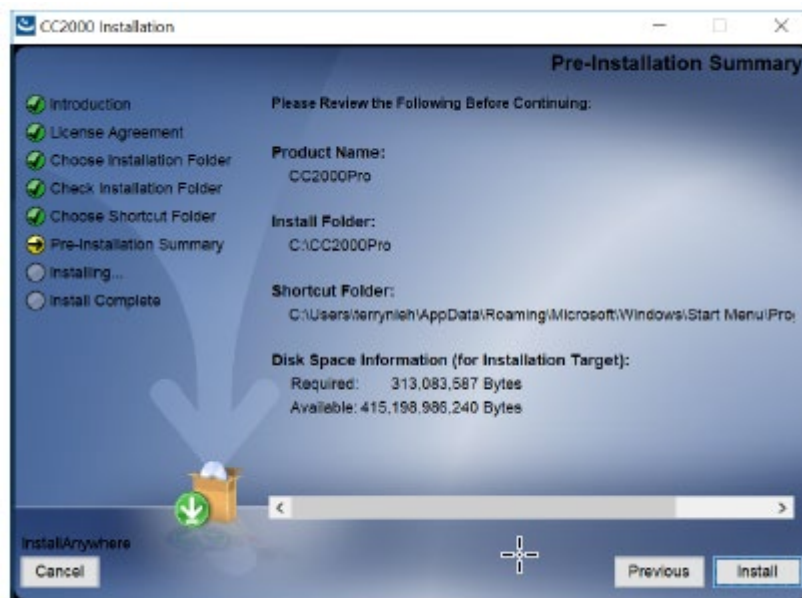 CC2000 Installation
Pre-Installation Summary
Introduction
License Agreement
Choose Installation Folder
Check Installation Folder
Choose Shortcut Folder
Pre-Installation Summary
Installing...
Install Complete
Please Review the Following Before Continuing:
Product Name:
CC2000Pro
Install Folder:
C:\CC2000Pro
Shortcut Folder:
C:\Users\terrynieh\AppData\Roaming\Microsoft\Windows\Start Menu\Pro
Disk Space Information (for Installation Target):
Required: 313,083,587 Bytes
Available: 415,198,986,240 Bytes
InstallAnywhere
Cancel
Previous
Install